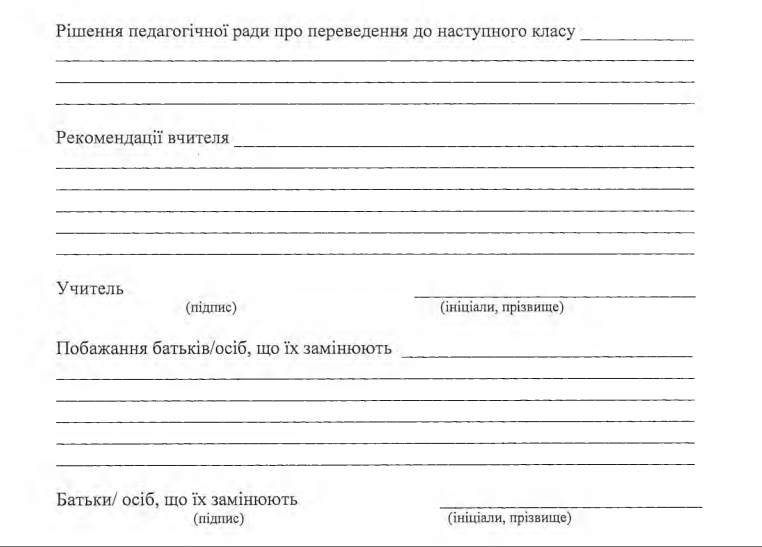 Рішення педагогічної ради про переведення до наступного класу
Рекомендації вчителя
Учитель
(підпис) (ініціали, прізвище)
Побажання батьків/осіб, що їх замінюють
Батьки/ осіб, що їх замінюють
(підпис) (ініціали, прізвище)